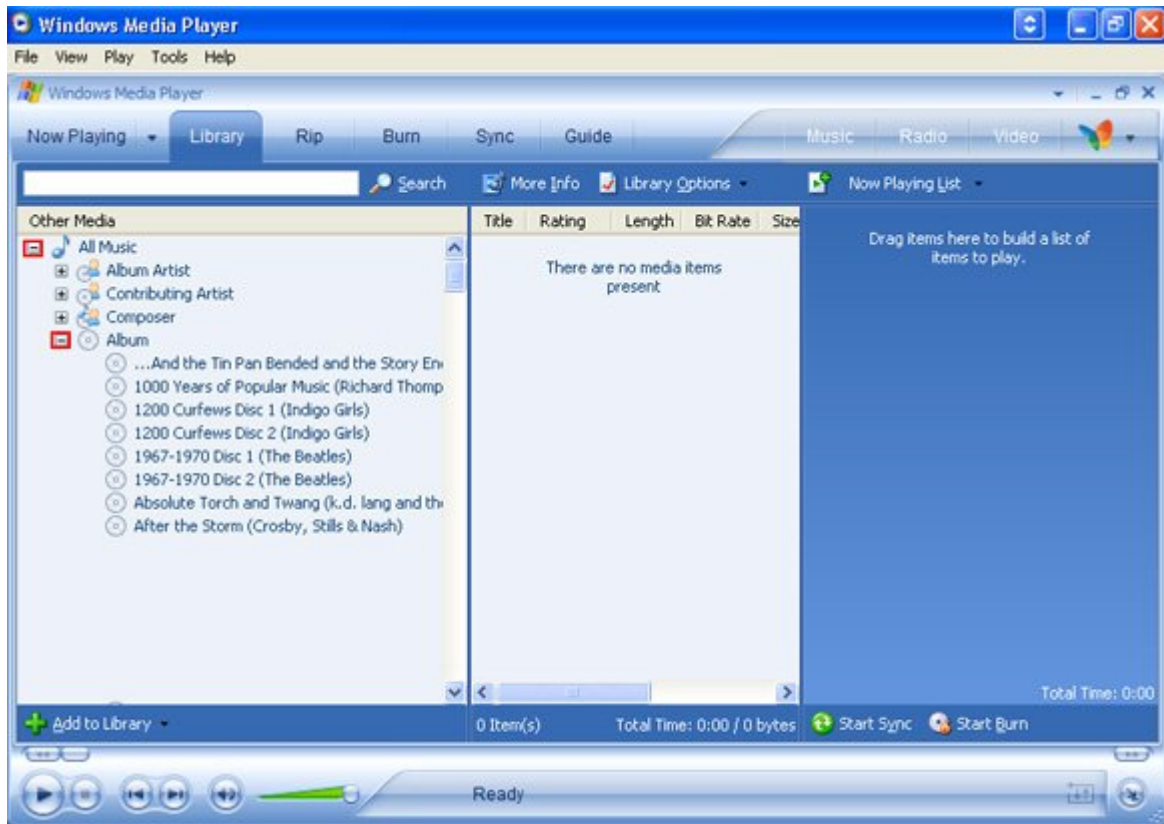 Windows Media Player
File View Play Tools Help
Windows Media Player
Now Playing Library Rip Burn Sync Guide Music Radio Video
Search More Info Library Options Now Playing List
Other Media
All Music
Album Artist
Contributing Artist
Composer
Album
...And the Tin Pan Bended and the Story En
1000 Years of Popular Music (Richard Thomp
1200 Curfews Disc 1 (Indigo Girls)
1200 Curfews Disc 2 (Indigo Girls)
1967-1970 Disc 1 (The Beatles)
1967-1970 Disc 2 (The Beatles)
Absolute Torch and Twang (k.d. lang and the
After the Storm (Crosby, Stills & Nash)
Title Rating Length Bit Rate Size
There are no media items
present
Drag items here to build a list of
items to play.
Total Time: 0:00
Add to Library 0 Item(s) Total Time: 0:00 / 0 bytes Start Sync Start Burn
Ready